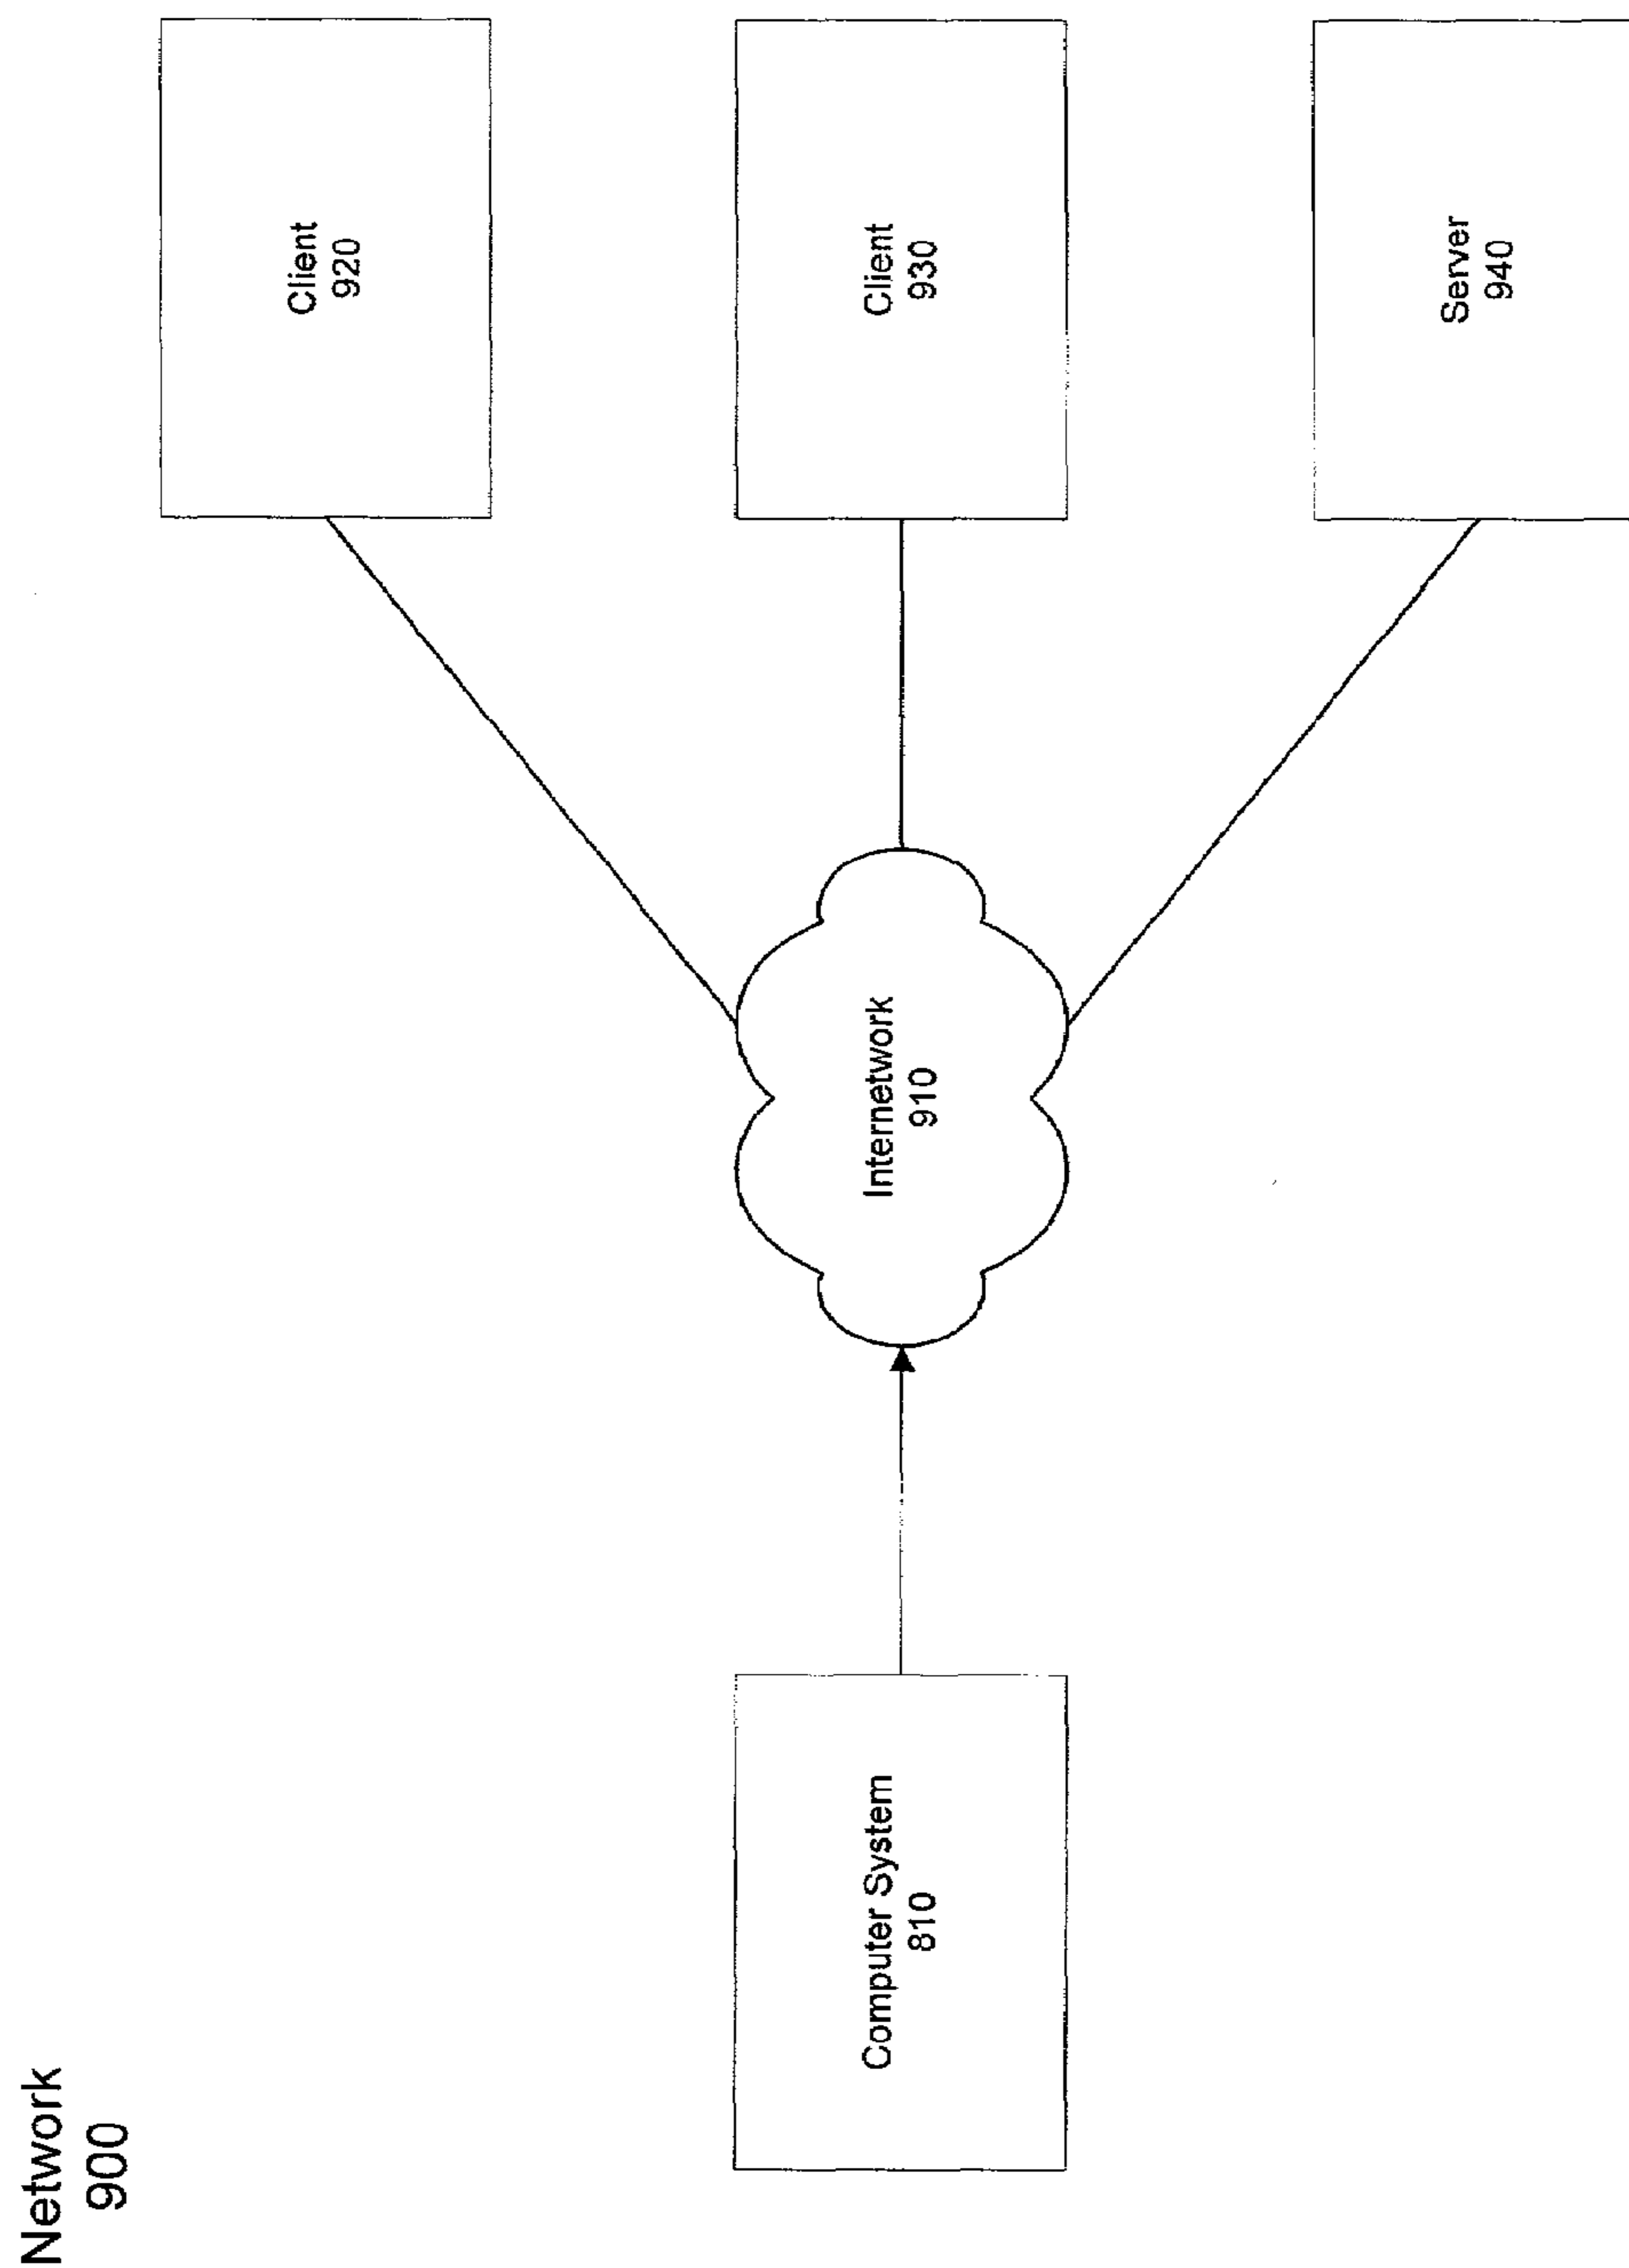 Network
900
Client
920
Computer System
810
Internetwork
910
Client
930
Server
940